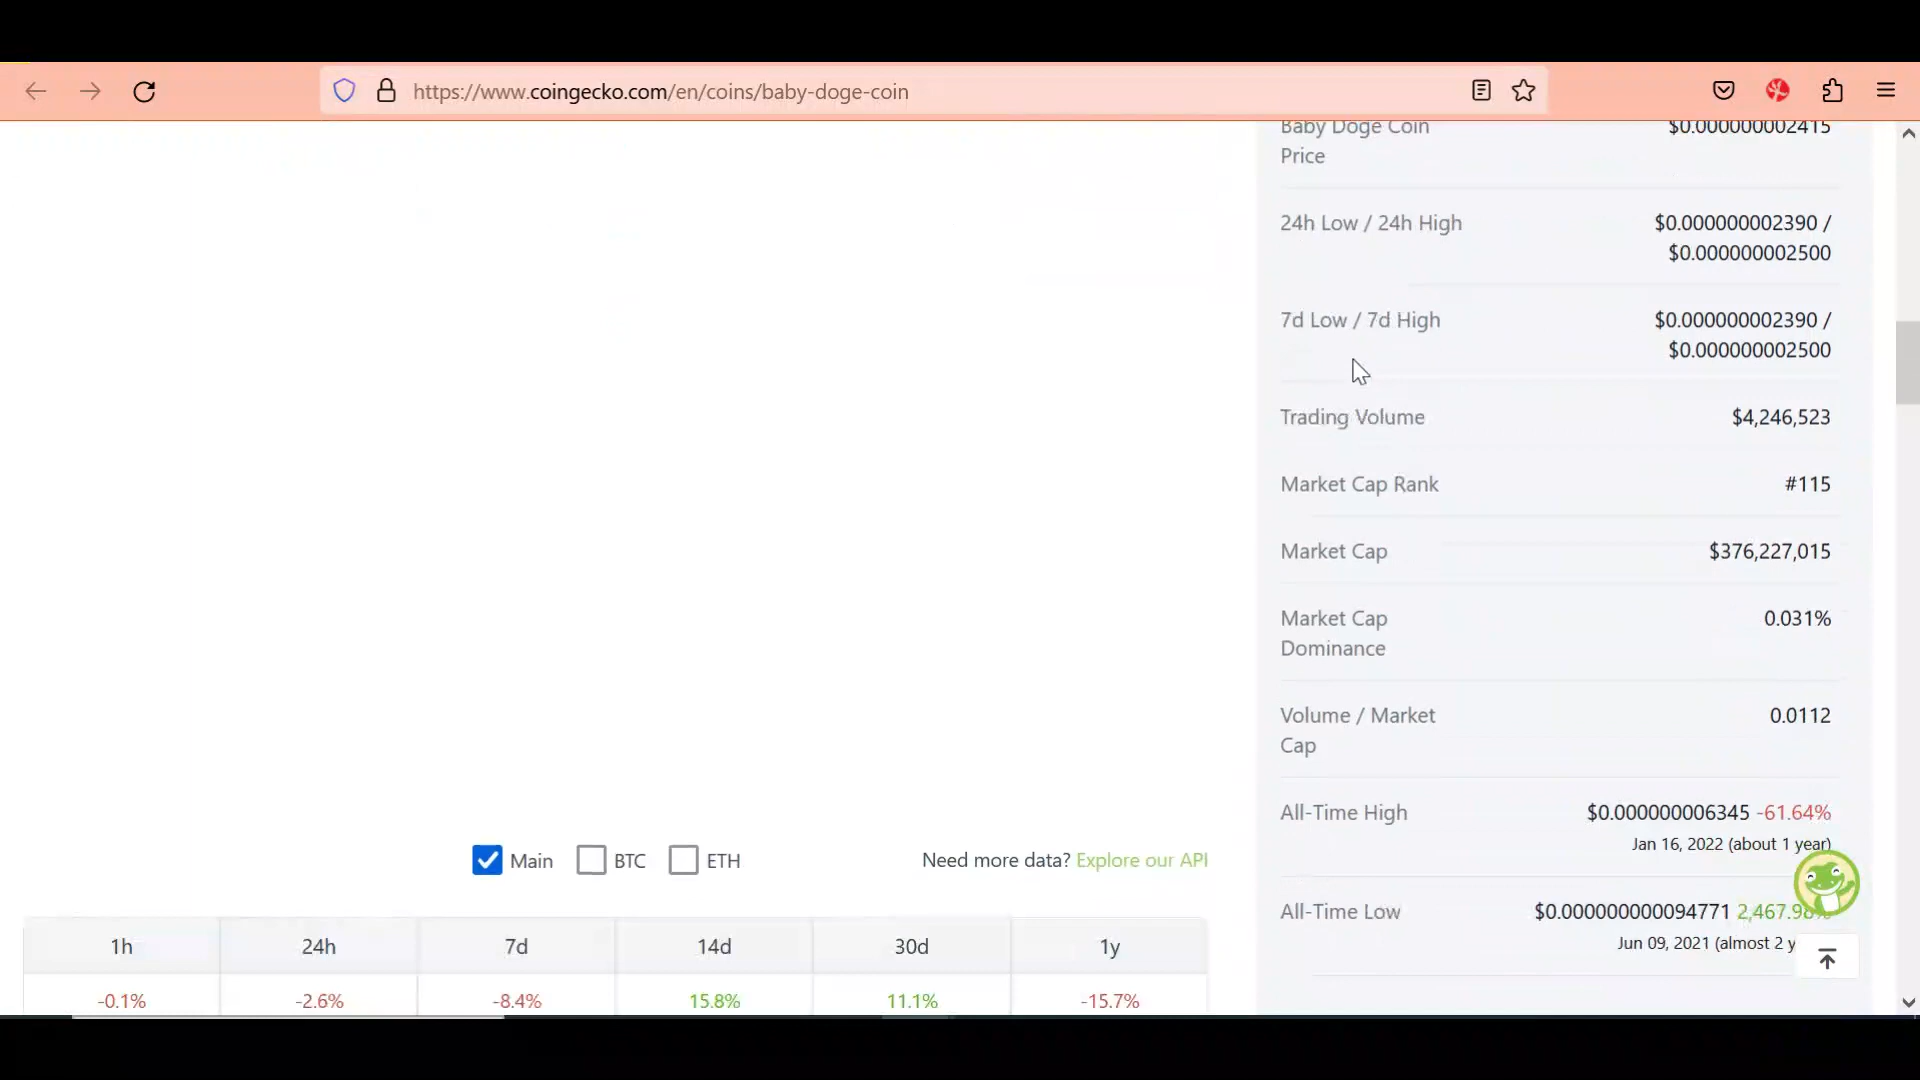 https://www.coingecko.com/en/coins/baby-doge-coin
Baby Doge Coin $0.000000002415
Price
24h Low / 24h High $0.000000002390 /
$0.000000002500
7d Low / 7d High $0.000000002390 /
$0.000000002500
Trading Volume $4,246,523
Market Cap Rank #115
Market Cap $376,227,015
Market Cap 0.031%
Dominance
Volume / Market 0.0112
Cap
All-Time High $0.000000006345 -61.64%
Jan 16, 2022 (about 1 year)
Main BTC ETH Need more data? Explore our API
All-Time Low $0.000000000094771
Jun 09, 2021 (almost 2 y
1h 24h 7d 14d 30d 1y
-0.1% -2.6% -8.4% 15.8% 11.1% -15.7%